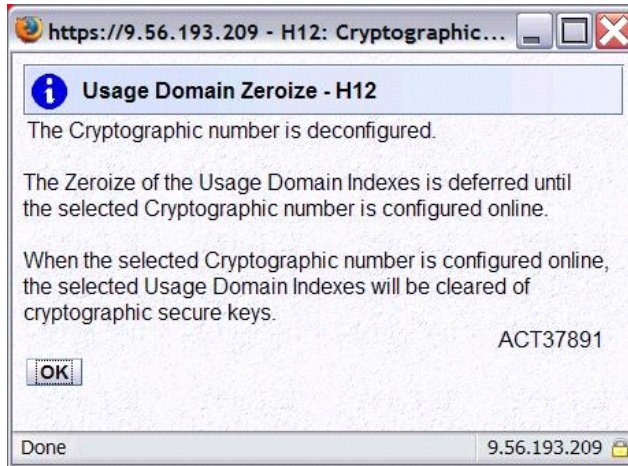 https://9.56.193.209 - H12: Cryptographic...
Usage Domain Zeroize - H12
The Cryptographic number is deconfigured.
The Zeroize of the Usage Domain Indexes is deferred until
the selected Cryptographic number is configured online.
When the selected Cryptographic number is configured online,
the selected Usage Domain Indexes will be cleared of
cryptographic secure keys.
ACT37891
OK
Done 9.56.193.209